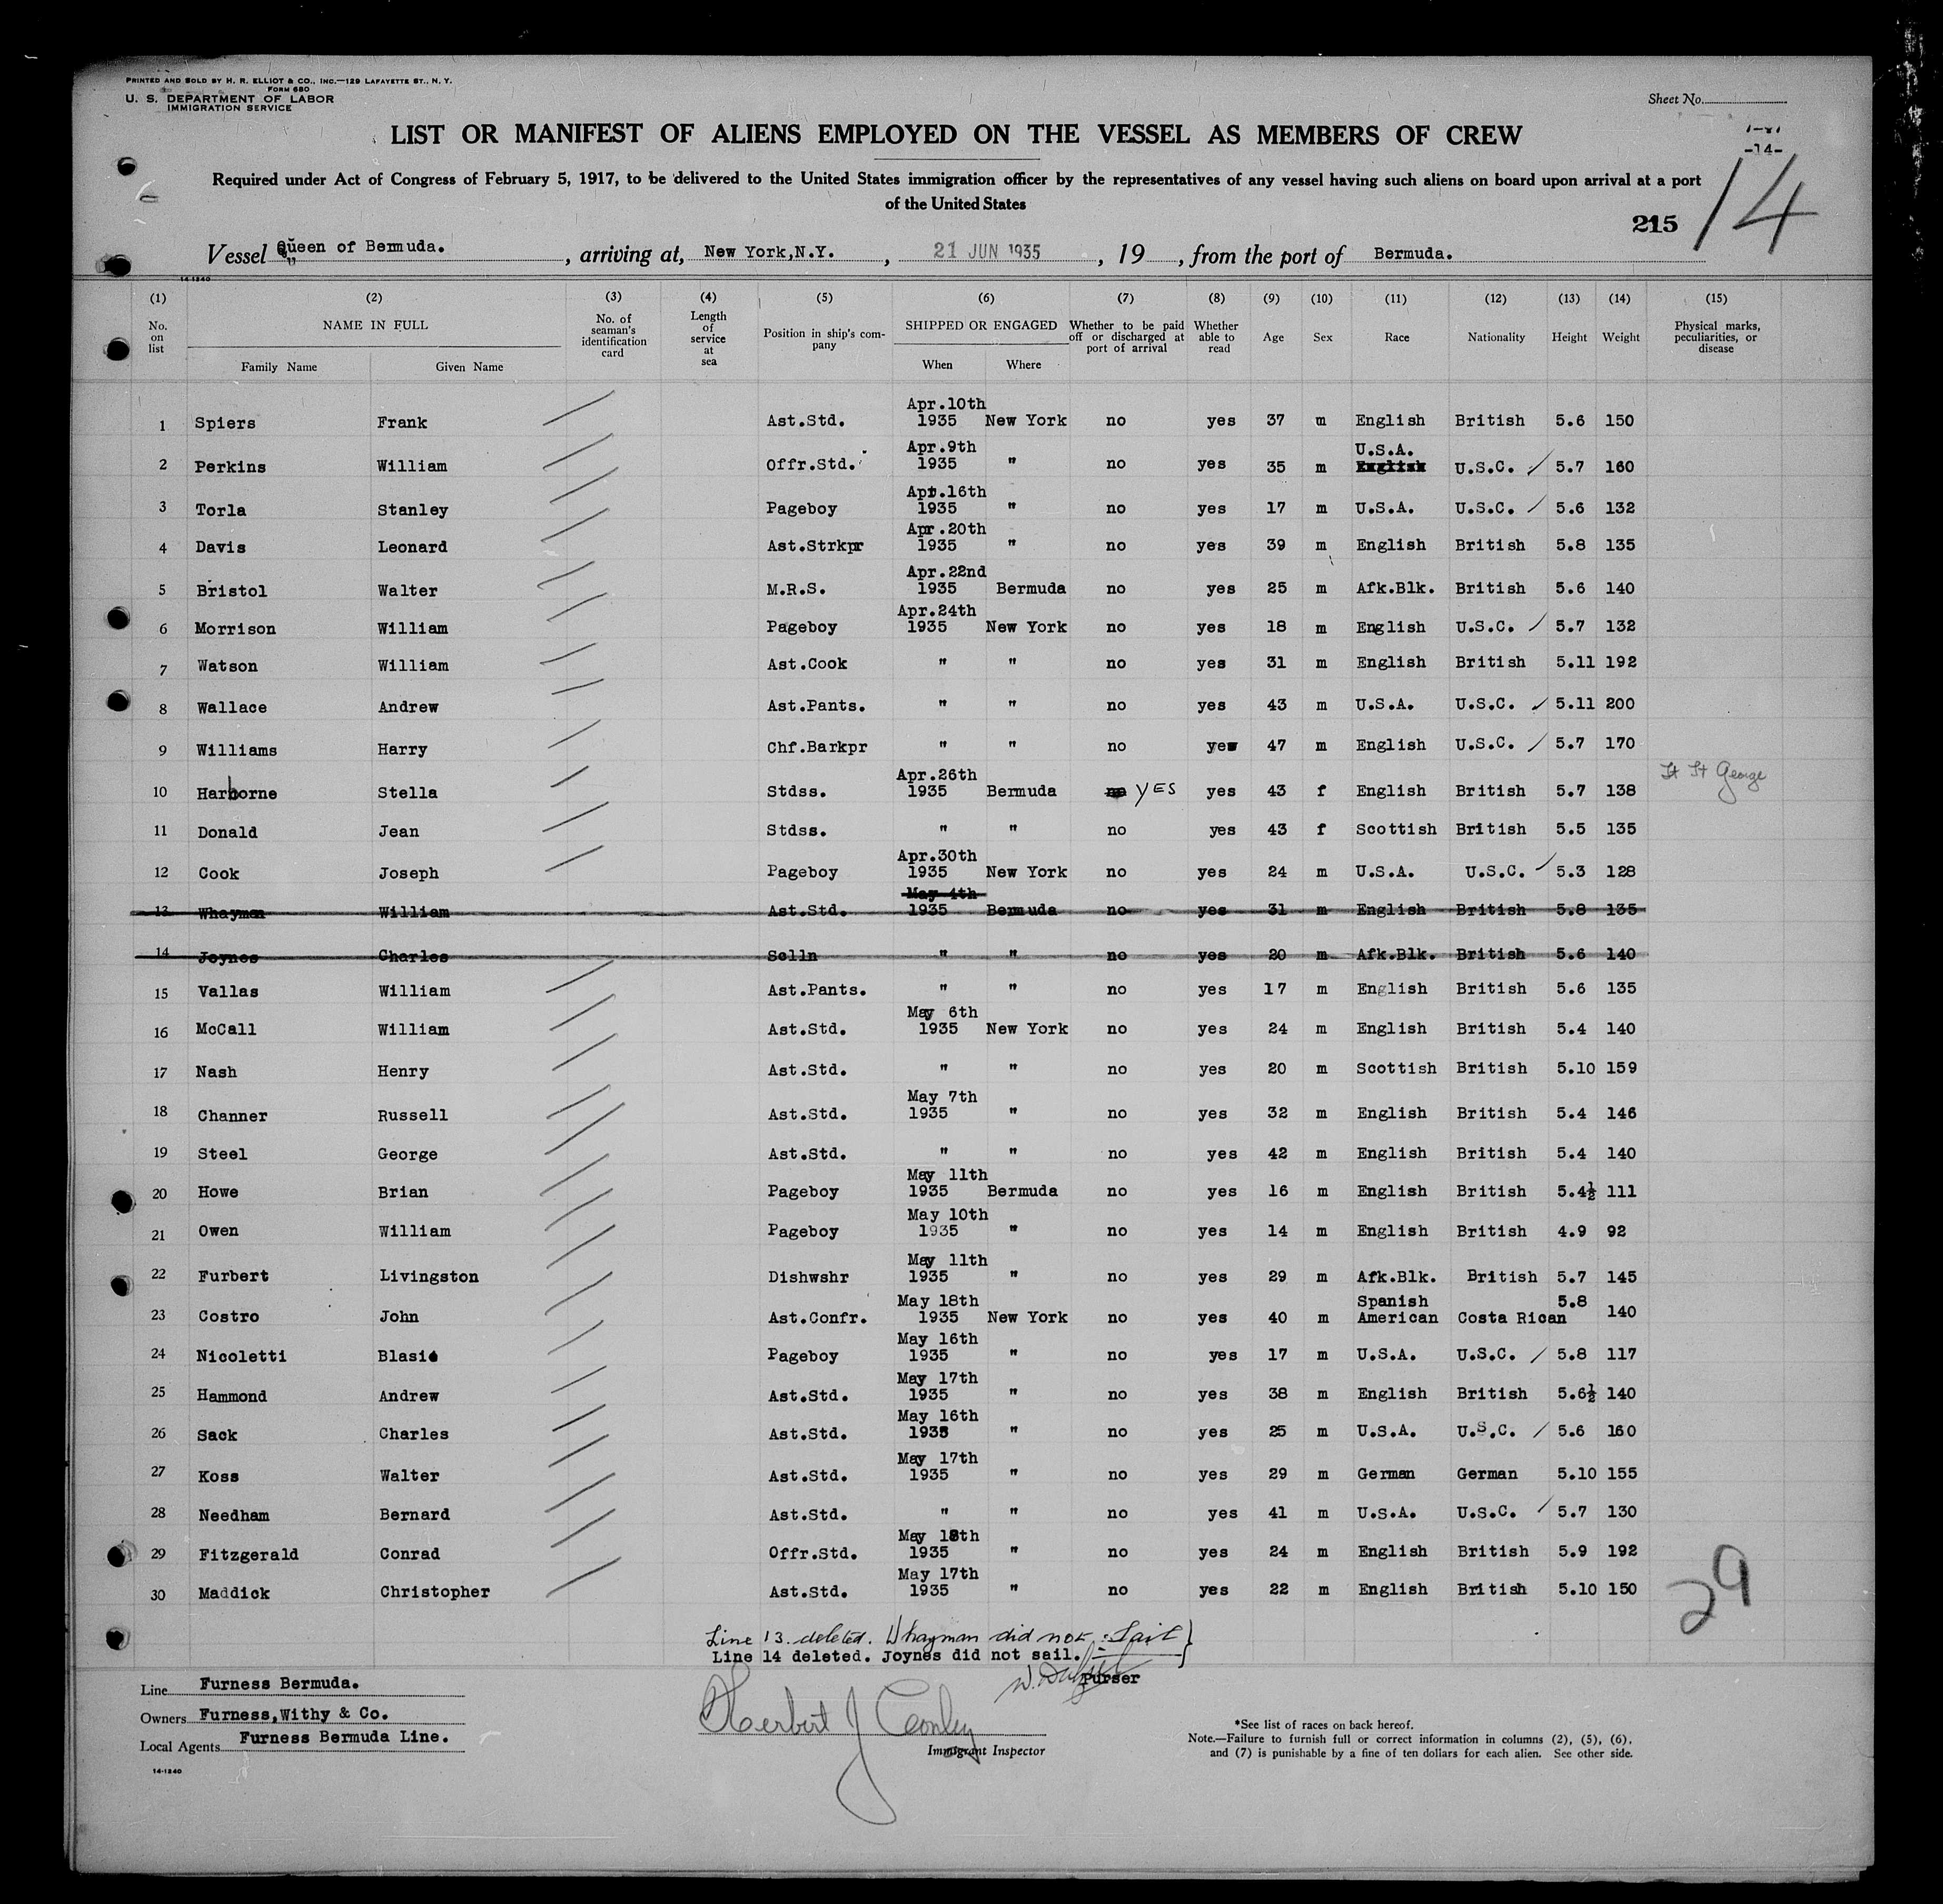 PRINTED AND SOLD BY H. R. ELLIOT & CO., INC.—129 LAFAYETTE ST., N. Y.
FORM 680
U. S. DEPARTMENT OF LABOR
IMMIGRATION SERVICE
Sheet No.
LIST OR MANIFEST OF ALIENS EMPLOYED ON THE VESSEL AS MEMBERS OF CREW
-14-
14
Required under Act of Congress of February 5, 1917, to be delivered to the United States immigration officer by the representatives of any vessel having such aliens on board upon arrival at a port
of the United States
215
Vessel Queen of Bermuda. , arriving at, New York,N.Y. , 21 JUN 1935 , 19 , from the port of Bermuda.
14-1240
(1) (2) (3) (4) (5) (6) (7) (8) (9) (10) (11) (12) (13) (14) (15)
No. on list NAME IN FULL Family Name Given Name No. of seaman's identification card Length of service at sea Position in ship's company SHIPPED OR ENGAGED When Where Whether to be paid off or discharged at port of arrival Whether able to read Age Sex Race Nationality Height Weight Physical marks, peculiarities, or disease
1 Spiers Frank Ast.Std. Apr.10th 1935 New York no yes 37 m English British 5.6 150
2 Perkins William Offr.Std. Apr.9th 1935 " no yes 35 m U.S.A. English U.S.C. 5.7 160
3 Torla Stanley Pageboy Apr.16th 1935 " no yes 17 m U.S.A. U.S.C. 5.6 132
4 Davis Leonard Ast.Strkpr Apr.20th 1935 " no yes 39 m English British 5.8 135
5 Bristol Walter M.R.S. Apr.22nd 1935 Bermuda no yes 25 m Afk.Blk. British 5.6 140
6 Morrison William Pageboy Apr.24th 1935 New York no yes 18 m English U.S.C. 5.7 132
7 Watson William Ast.Cook " " no yes 31 m English British 5.11 192
8 Wallace Andrew Ast.Pants. " " no yes 43 m U.S.A. U.S.C. 5.11 200
9 Williams Harry Chf.Barkpr " " no yes 47 m English U.S.C. 5.7 170
10 Harborne Stella Stdss. Apr.26th 1935 Bermuda no YES yes 43 f English British 5.7 138 St George
11 Donald Jean Stdss. " " no yes 43 f Scottish British 5.5 135
12 Cook Joseph Pageboy Apr.30th 1935 New York no yes 24 m U.S.A. U.S.C. 5.3 128
13 Whayman William Ast.Std. May 4th 1935 Bermuda no yes 31 m English British 5.8 135
14 Joynes Charles Sclln " " no yes 20 m Afk.Blk. British 5.6 140
15 Vallas William Ast.Pants. " " no yes 17 m English British 5.6 135
16 McCall William Ast.Std. May 6th 1935 New York no yes 24 m English British 5.4 140
17 Nash Henry Ast.Std. " " no yes 20 m Scottish British 5.10 159
18 Channer Russell Ast.Std. May 7th 1935 " no yes 32 m English British 5.4 146
19 Steel George Ast.Std. " " no yes 42 m English British 5.4 140
20 Howe Brian Pageboy May 11th 1935 Bermuda no yes 16 m English British 5.4½ 111
21 Owen William Pageboy May 10th 1935 " no yes 14 m English British 4.9 92
22 Furbert Livingston Dishwshr May 11th 1935 " no yes 29 m Afk.Blk. British 5.7 145
23 Costro John Ast.Confr. May 18th 1935 New York no yes 40 m Spanish American Costa Rican 5.8 140
24 Nicoletti Blasie Pageboy May 16th 1935 " no yes 17 m U.S.A. U.S.C. 5.8 117
25 Hammond Andrew Ast.Std. May 17th 1935 " no yes 38 m English British 5.6½ 140
26 Sack Charles Ast.Std. May 16th 1935 " no yes 25 m U.S.A. U.S.C. 5.6 160
27 Koss Walter Ast.Std. May 17th 1935 " no yes 29 m German German 5.10 155
28 Needham Bernard Ast.Std. " " no yes 41 m U.S.A. U.S.C. 5.7 130
29 Fitzgerald Conrad Offr.Std. May 18th 1935 " no yes 24 m English British 5.9 192
30 Maddick Christopher Ast.Std. May 17th 1935 " no yes 22 m English British 5.10 150
29
Line 13 deleted. Whayman did not sail
Line 14 deleted. Joynes did not sail.
Purser
Line Furness Bermuda.
Owners Furness,Withy & Co.
Local Agents Furness Bermuda Line.
14-1240
Herbert J Conley
Immigrant Inspector
*See list of races on back hereof.
Note.—Failure to furnish full or correct information in columns (2), (5), (6),
and (7) is punishable by a fine of ten dollars for each alien. See other side.